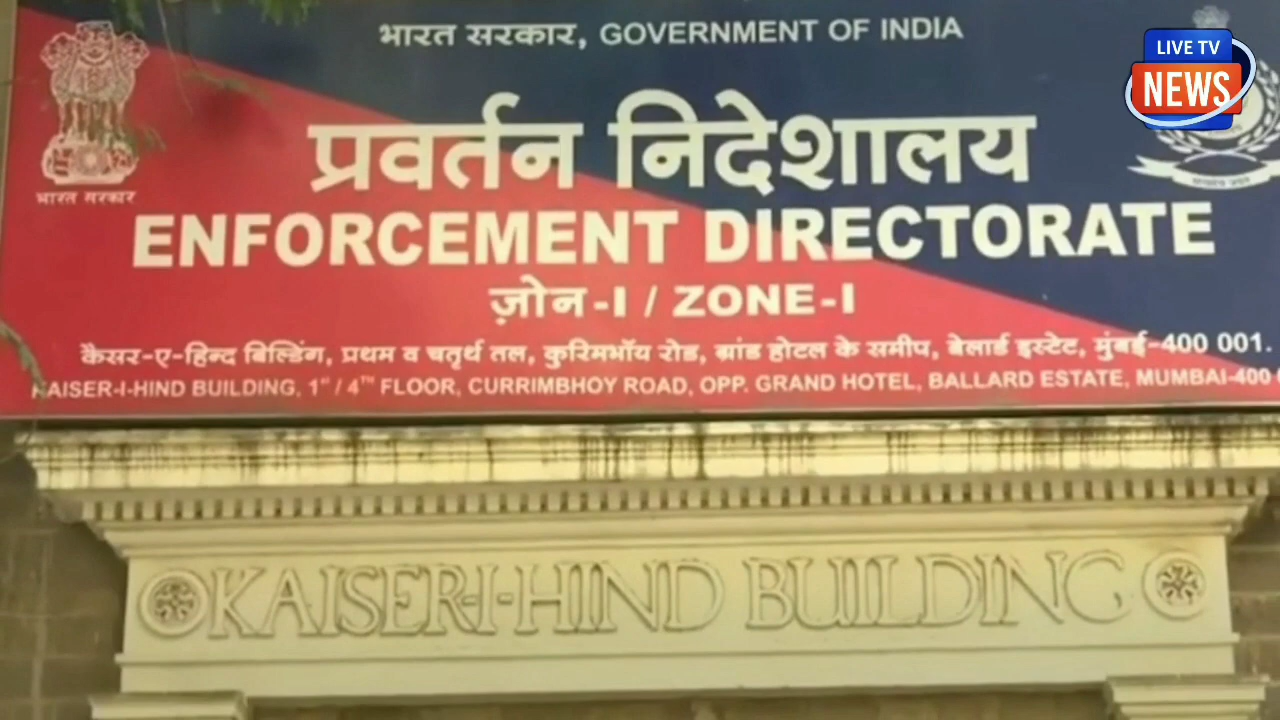 भारत सरकार, GOVERNMENT OF INDIA
LIVE TV
NEWS
प्रवर्तन निदेशालय
भारत सरकार
ENFORCEMENT DIRECTORATE
ज़ोन-I / ZONE-I
कैसर-ए-हिन्द बिल्डिंग, प्रथम व चतुर्थ तल, कुरिमभॉय रोड, ग्रांड होटल के समीप, बेलार्ड इस्टेट, मुंबई-400 001.
KAISER-I-HIND BUILDING, 1ST / 4TH FLOOR, CURRIMBHOY ROAD, OPP. GRAND HOTEL, BALLARD ESTATE, MUMBAI-400
KAISER-I-HIND BUILDING